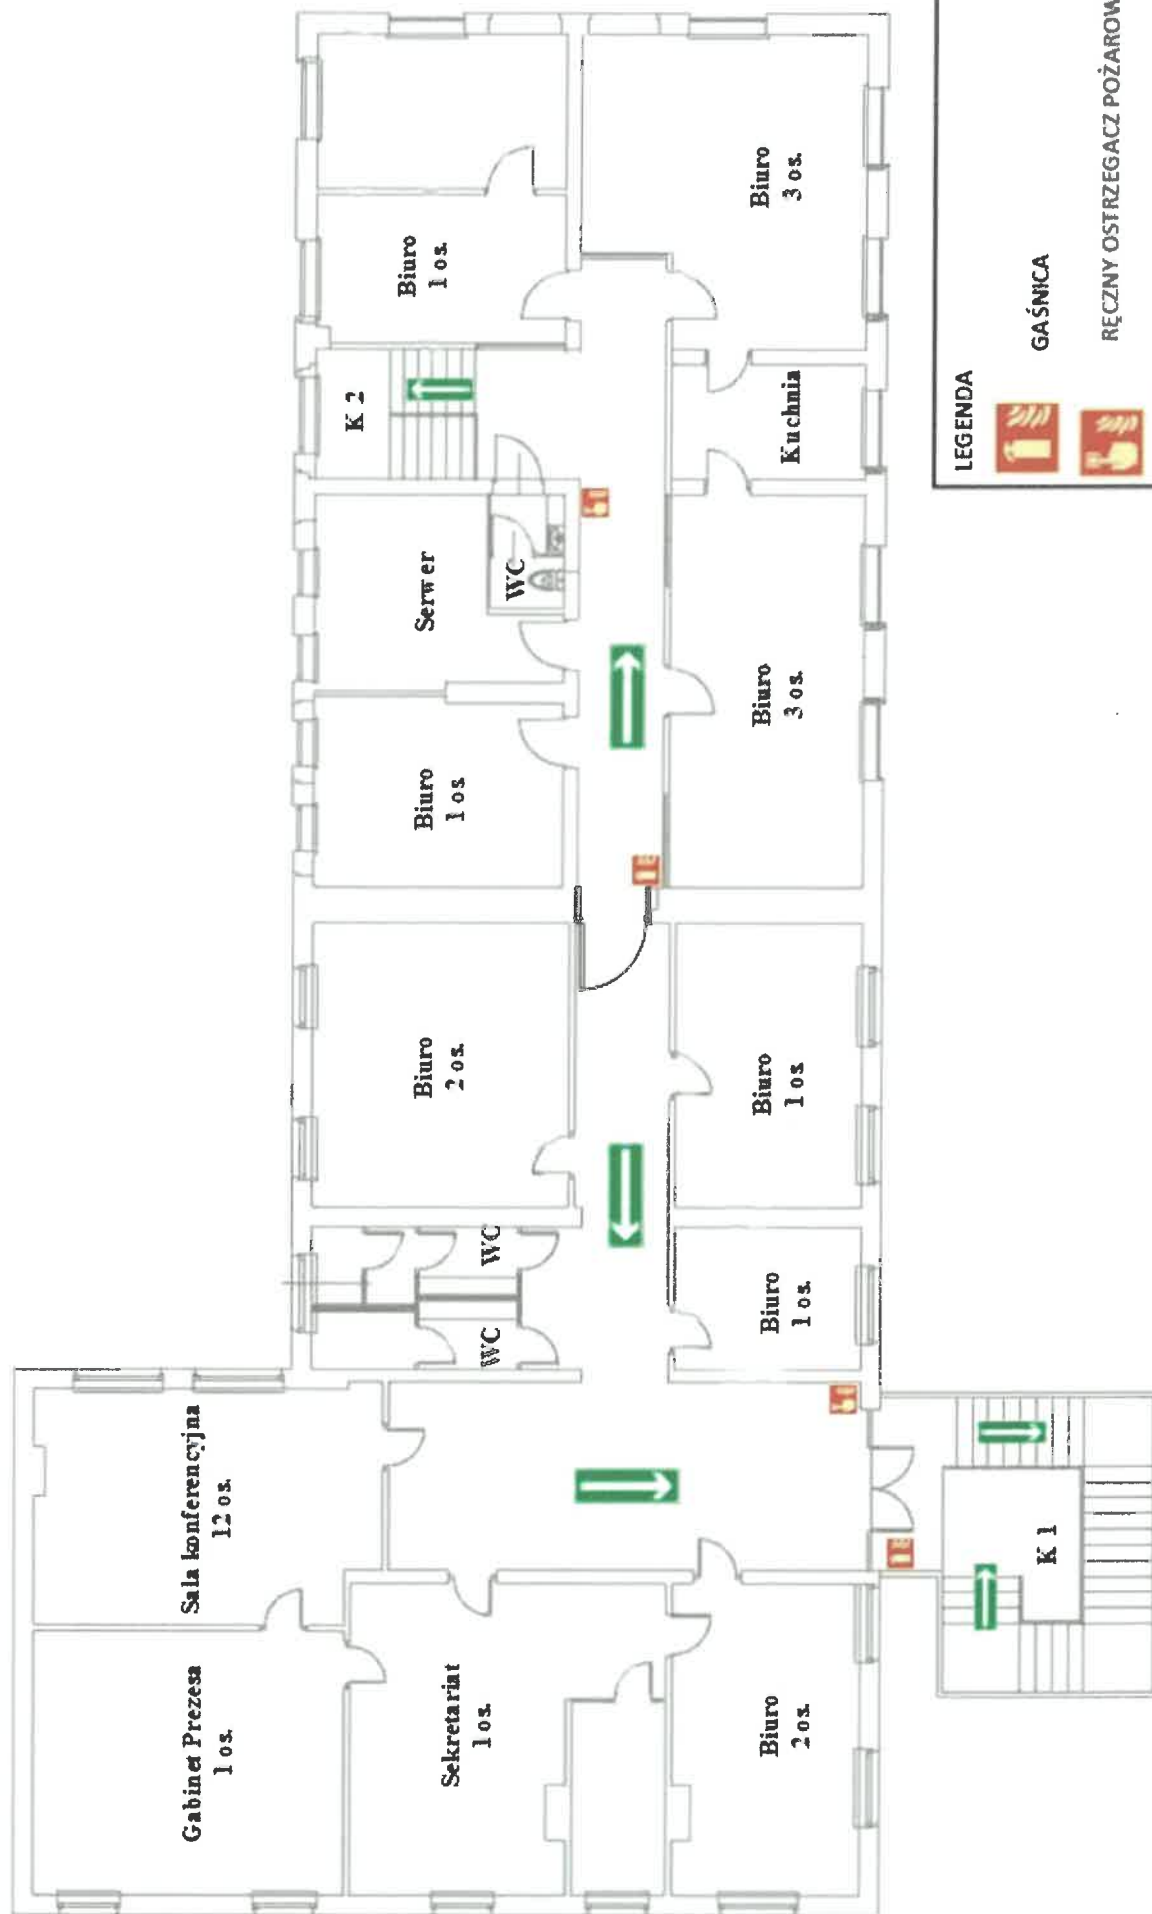 Gabinet Prezesa
1 os.
Sala konferencyjna
12 os.
Sekretariat
1 os.
Biuro
2 os.
WC
WC
Biuro
2 os.
Biuro
1 os.
Biuro
1 os
Biuro
1 os
Serwer
WC
K 2
Biuro
1 os.
Biuro
3 os.
Kuchnia
Biuro
3 os.
K 1
LEGENDA
GAŚNICA
RĘCZNY OSTRZEGACZ POŻAROW